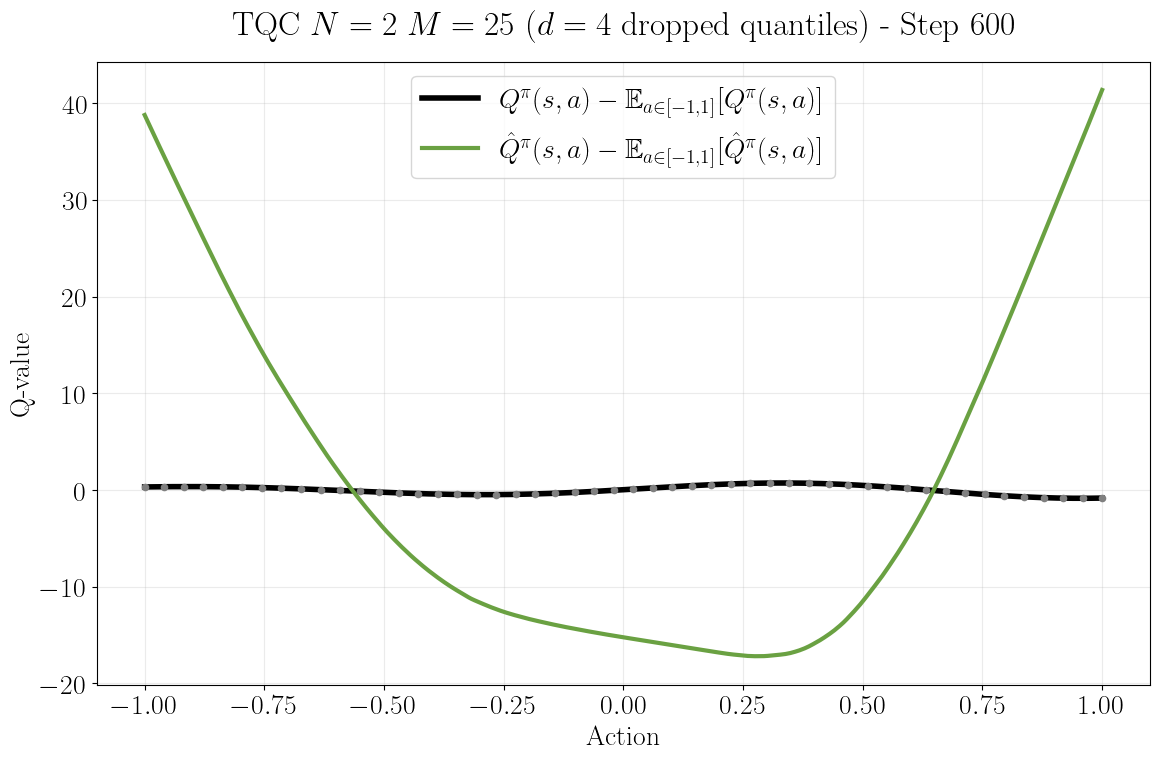 TQC N = 2 M = 25 (d = 4 dropped quantiles) - Step 600
Q^π(s, a) − 𝔼_{a∈[−1,1]}[Q^π(s, a)]
Q̂^π(s, a) − 𝔼_{a∈[−1,1]}[Q̂^π(s, a)]
Q-value
40
30
20
10
0
−10
−20
−1.00 −0.75 −0.50 −0.25 0.00 0.25 0.50 0.75 1.00
Action